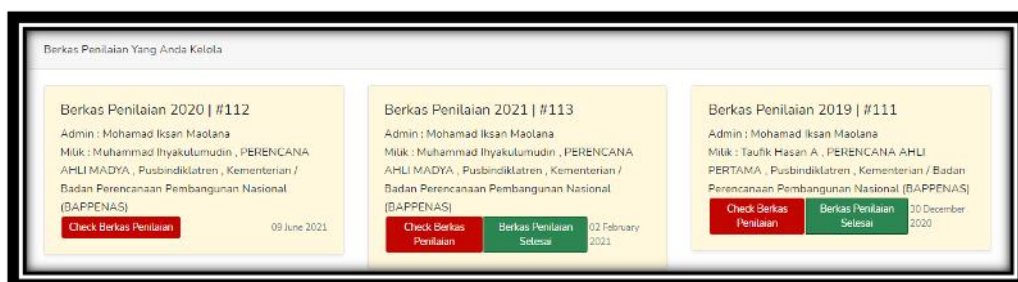 Berkas Penilaian Yang Anda Kelola
Berkas Penilaian 2020 | #112
Admin : Mohamad Iksan Maolana
Milik : Muhammad Ihyakulumudin , PERENCANA
AHLI MADYA , Pusbindiklatren , Kementerian /
Badan Perencanaan Pembangunan Nasional
(BAPPENAS)
Check Berkas Penilaian
09 June 2021
Berkas Penilaian 2021 | #113
Admin : Mohamad Iksan Maolana
Milik : Muhammad Ihyakulumudin , PERENCANA
AHLI MADYA , Pusbindiklatren , Kementerian /
Badan Perencanaan Pembangunan Nasional
(BAPPENAS)
Check Berkas
Penilaian
Berkas Penilaian
Selesai
02 February
2021
Berkas Penilaian 2019 | #111
Admin : Mohamad Iksan Maolana
Milik : Taufik Hasan A , PERENCANA AHLI
PERTAMA , Pusbindiklatren , Kementerian / Badan
Perencanaan Pembangunan Nasional (BAPPENAS)
Check Berkas
Penilaian
Berkas Penilaian
Selesai
30 December
2020